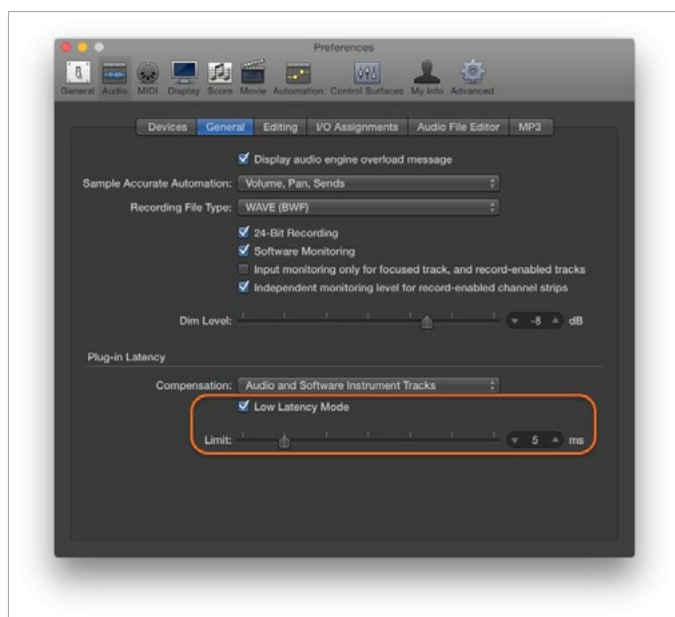 Preferences
General Audio MIDI Display Score Movie Automation Control Surfaces My Info Advanced
Devices General Editing I/O Assignments Audio File Editor MP3
Display audio engine overload message
Sample Accurate Automation: Volume, Pan, Sends
Recording File Type: WAVE (BWF)
24-Bit Recording
Software Monitoring
Input monitoring only for focused track, and record-enabled tracks
Independent monitoring level for record-enabled channel strips
Dim Level: -8 dB
Plug-in Latency
Compensation: Audio and Software Instrument Tracks
Low Latency Mode
Limit: 5 ms